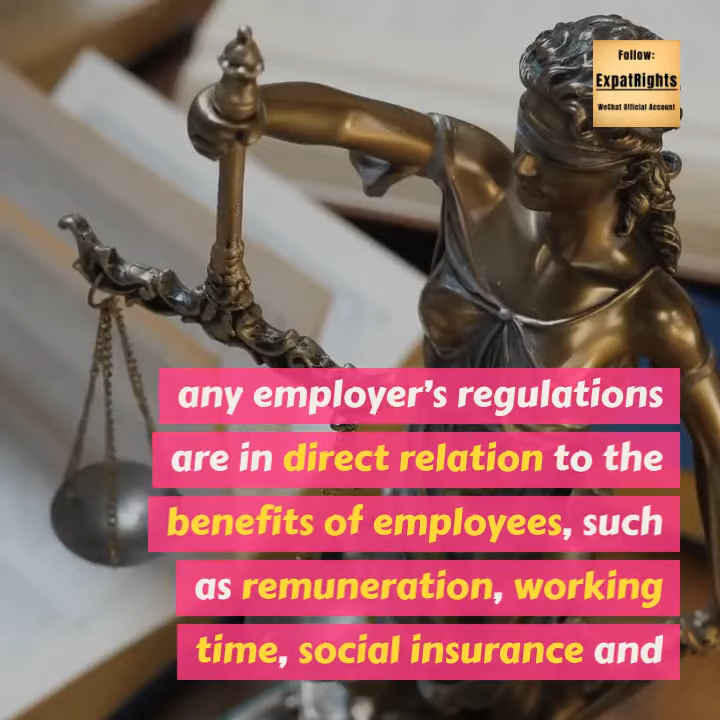 Follow:
ExpatRights
WeChat Official Account
any employer’s regulations
are in direct relation to the
benefits of employees, such
as remuneration, working
time, social insurance and